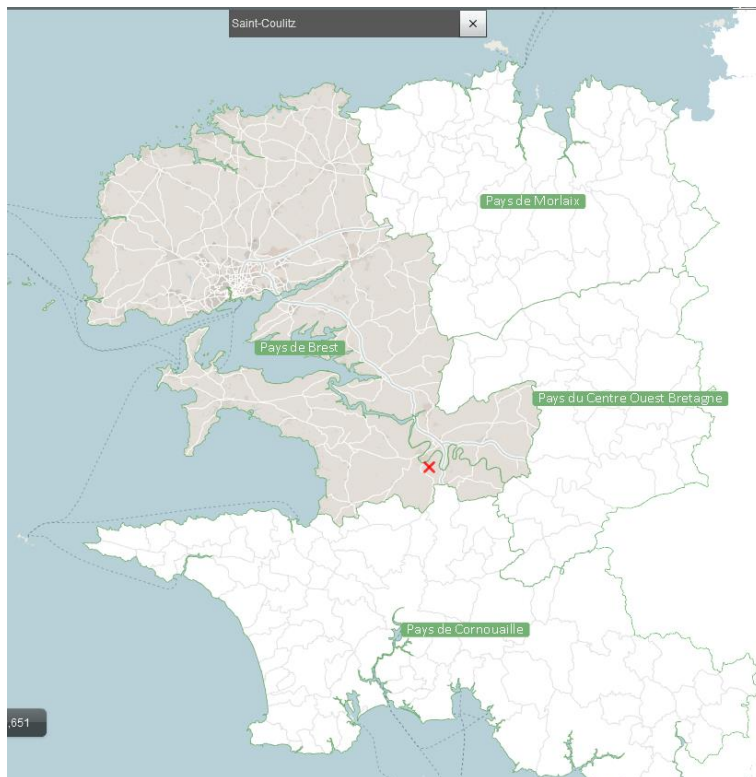 Saint-Coulitz ×
Pays de Morlaix
Pays de Brest
Pays du Centre Ouest Bretagne
Pays de Cornouaille
,651